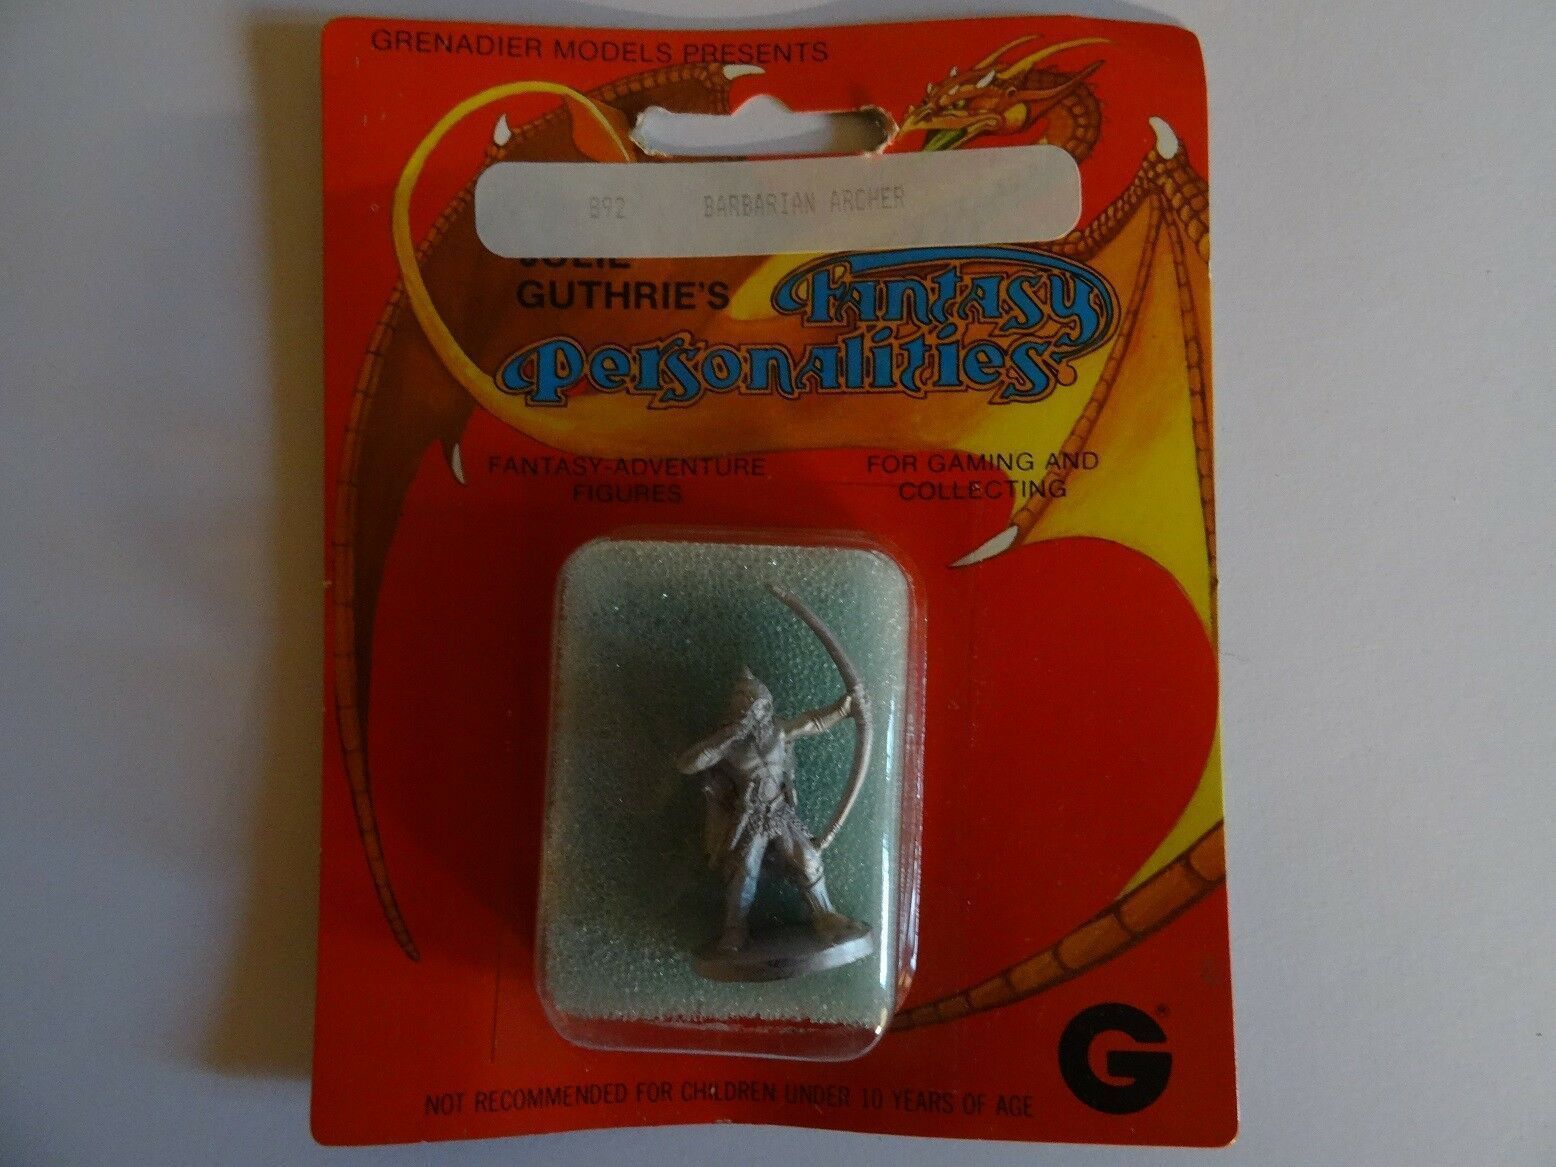 GRENADIER MODELS PRESENTS
892 BARBARIAN ARCHER
JULIE
GUTHRIE'S
Fantasy
Personalities
FANTASY-ADVENTURE
FIGURES
FOR GAMING AND
COLLECTING
G®
NOT RECOMMENDED FOR CHILDREN UNDER 10 YEARS OF AGE